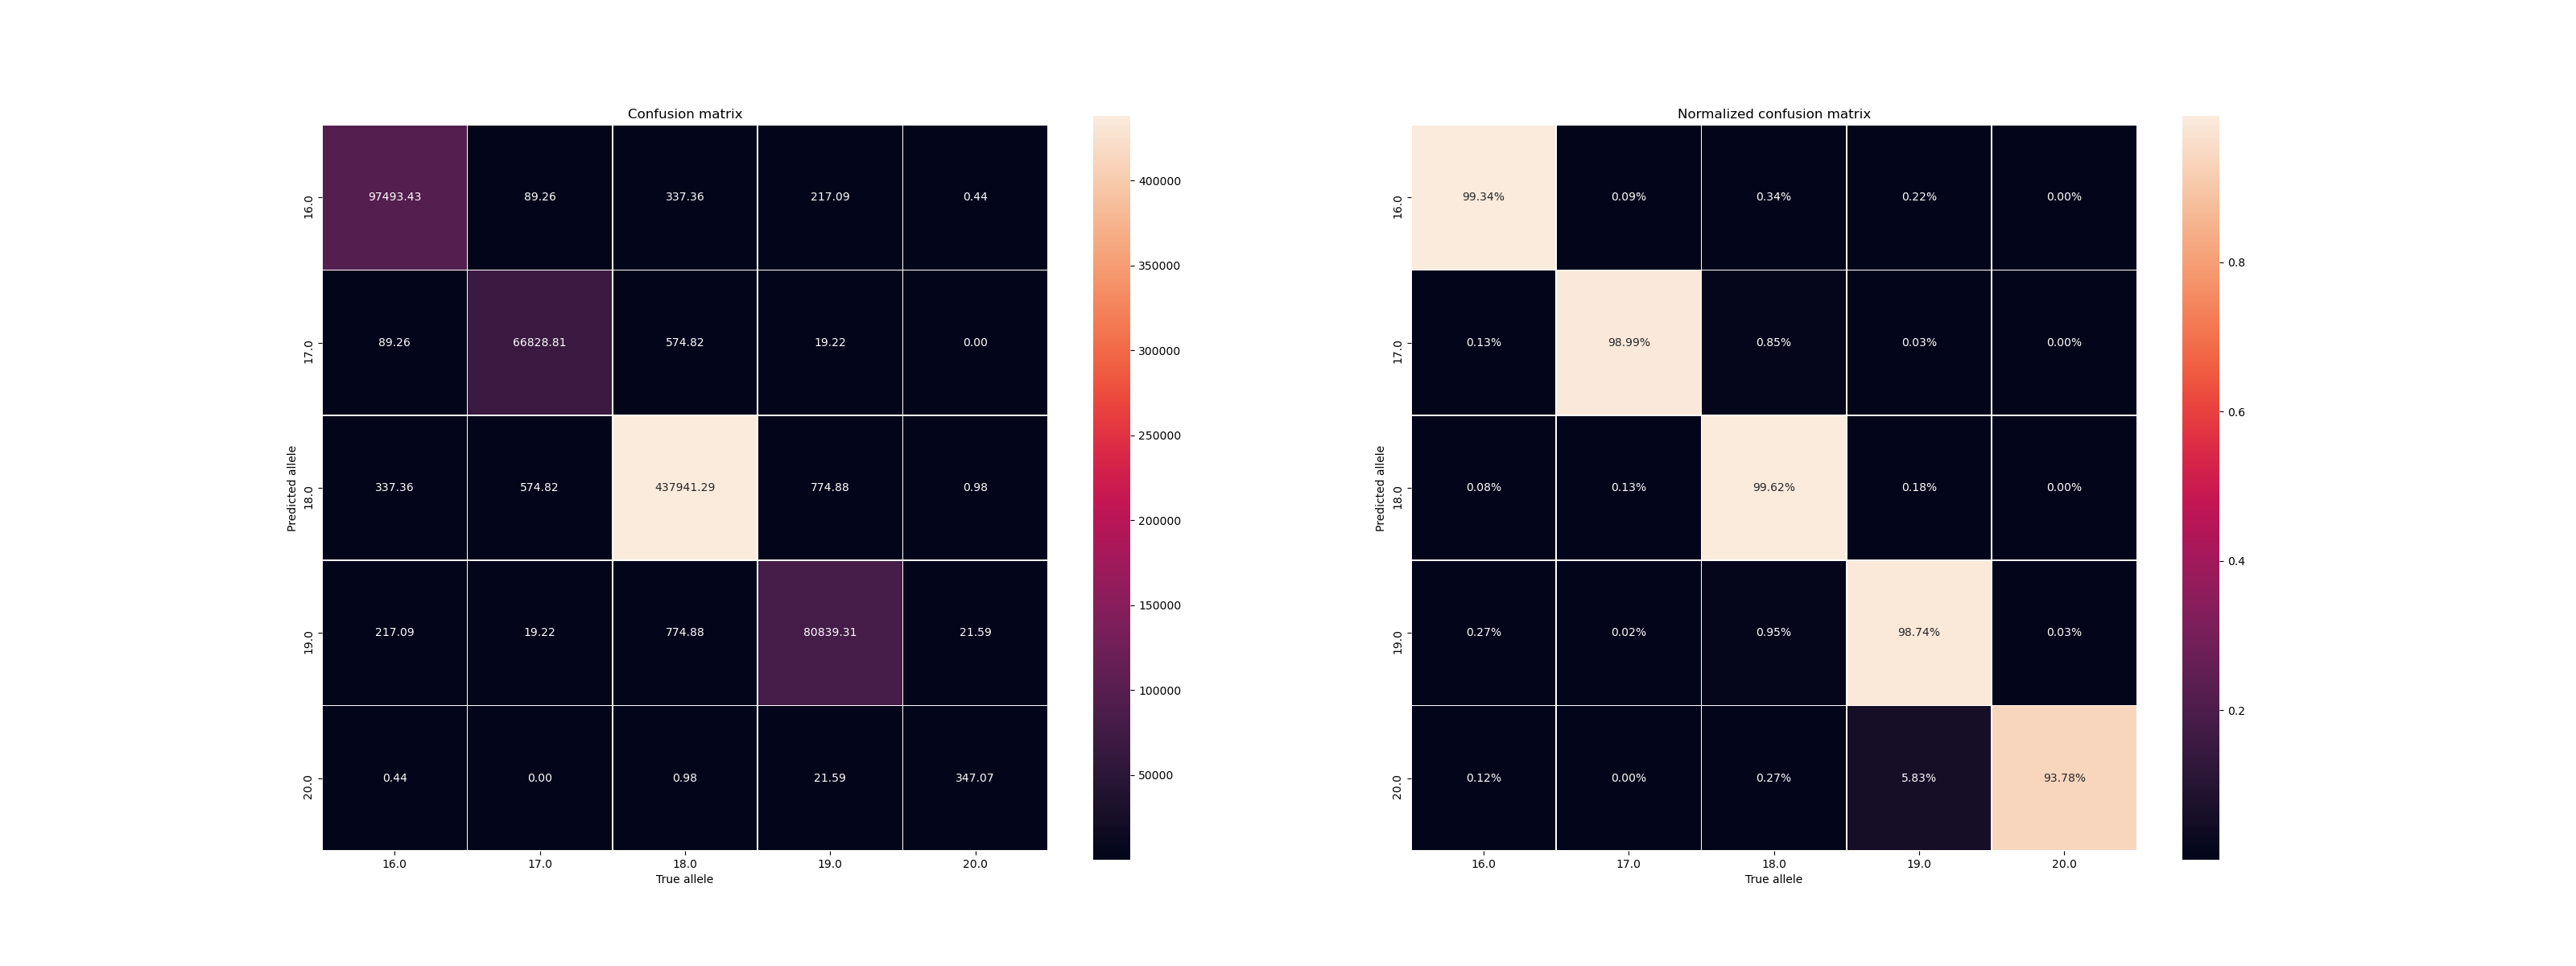 Confusion matrix
97493.43 89.26 337.36 217.09 0.44
89.26 66828.81 574.82 19.22 0.00
337.36 574.82 437941.29 774.88 0.98
217.09 19.22 774.88 80839.31 21.59
0.44 0.00 0.98 21.59 347.07
16.0
17.0
18.0
19.0
20.0
Predicted allele
16.0 17.0 18.0 19.0 20.0
True allele
400000
350000
300000
250000
200000
150000
100000
50000
Normalized confusion matrix
99.34% 0.09% 0.34% 0.22% 0.00%
0.13% 98.99% 0.85% 0.03% 0.00%
0.08% 0.13% 99.62% 0.18% 0.00%
0.27% 0.02% 0.95% 98.74% 0.03%
0.12% 0.00% 0.27% 5.83% 93.78%
16.0
17.0
18.0
19.0
20.0
Predicted allele
16.0 17.0 18.0 19.0 20.0
True allele
0.8
0.6
0.4
0.2